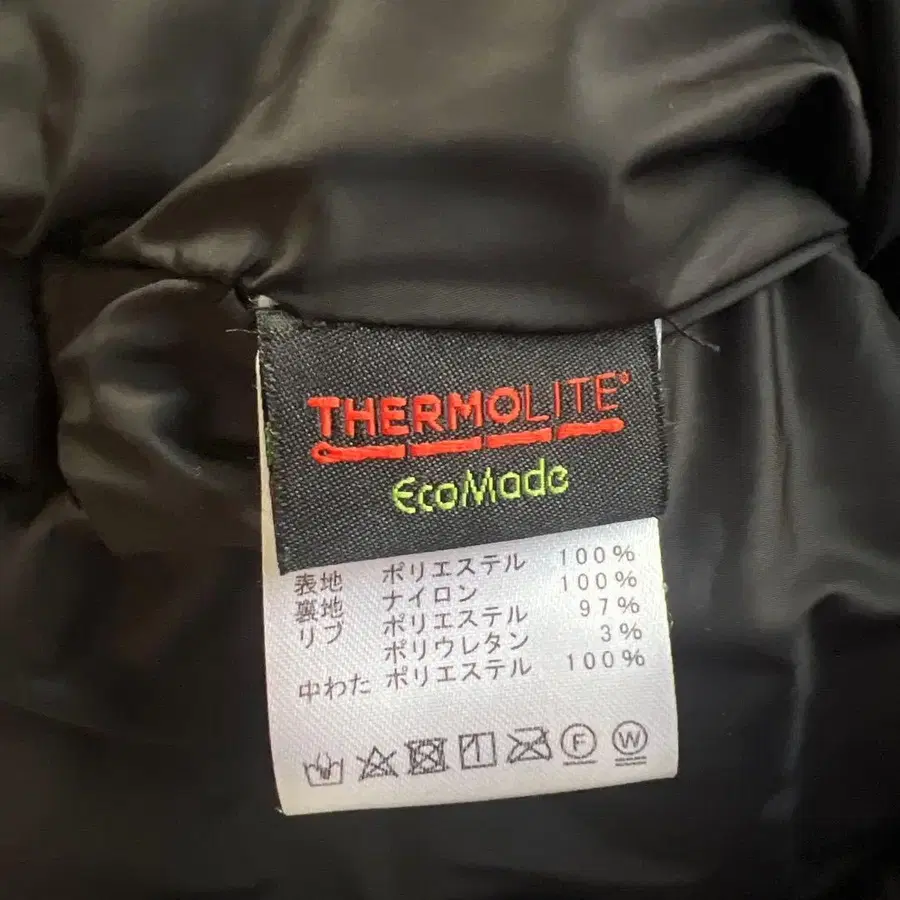 THERMOLITE®
EcoMade
表地 ポリエステル 100%
裏地 ナイロン 100%
リブ ポリエステル 97%
ポリウレタン 3%
中わた ポリエステル 100%
F W